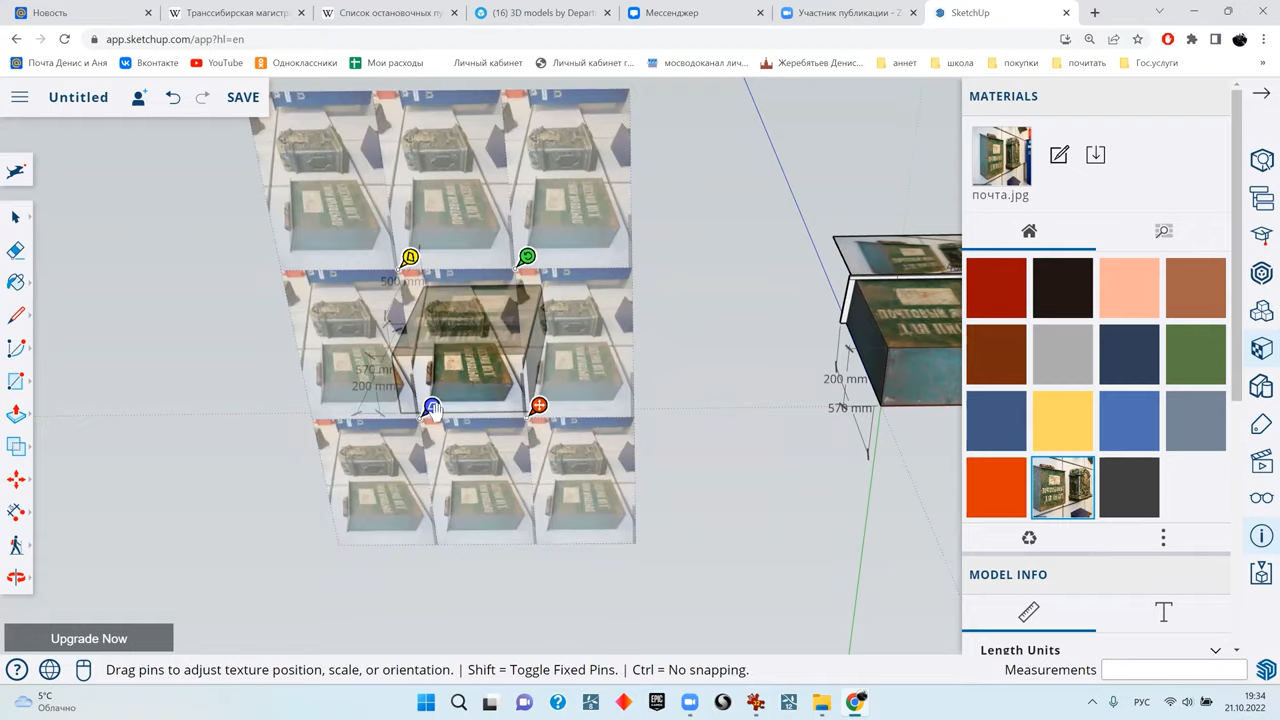 Новость
Транссибирская магистр
Список остановочных пу
(16) 3D models by Depart
Мессенджер
Участник публикации - Z
SketchUp
app.sketchup.com/app?hl=en
Почта Денис и Аня
Вконтакте
YouTube
Одноклассники
Мои расходы
Личный кабинет
Личный кабинет г...
мосводоканал лич...
Жеребятьев Денис...
аннет
школа
покупки
почитать
Гос.услуги
Untitled
SAVE
MATERIALS
почта.jpg
500 mm
570 mm
200 mm
200 mm
570 mm
MODEL INFO
Length Units
Upgrade Now
Drag pins to adjust texture position, scale, or orientation. | Shift = Toggle Fixed Pins. | Ctrl = No snapping.
Measurements
5°C
Облачно
РУС
19:34
21.10.2022